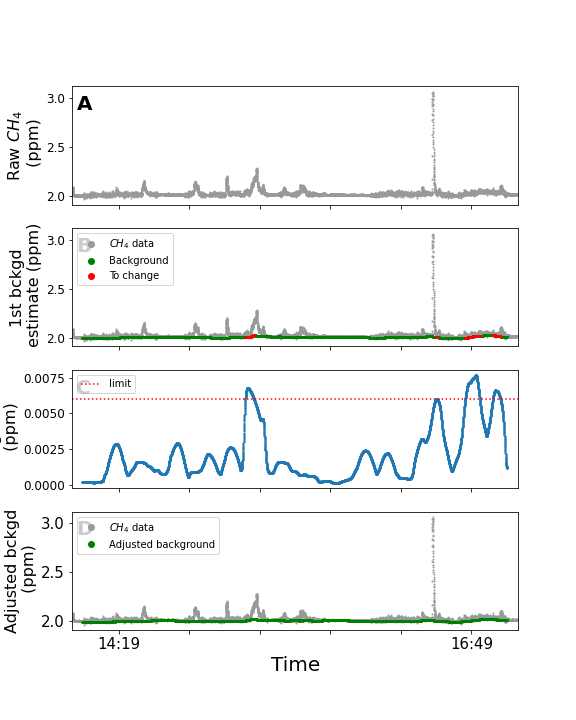 A
Raw CH4
(ppm)
3.0
2.5
2.0
B
1st bckgd
estimate (ppm)
3.0
2.5
2.0
CH4 data
Background
To change
C
(ppm)
0.0075
0.0050
0.0025
0.0000
limit
D
Adjusted bckgd
(ppm)
3.0
2.5
2.0
CH4 data
Adjusted background
14:19
16:49
Time